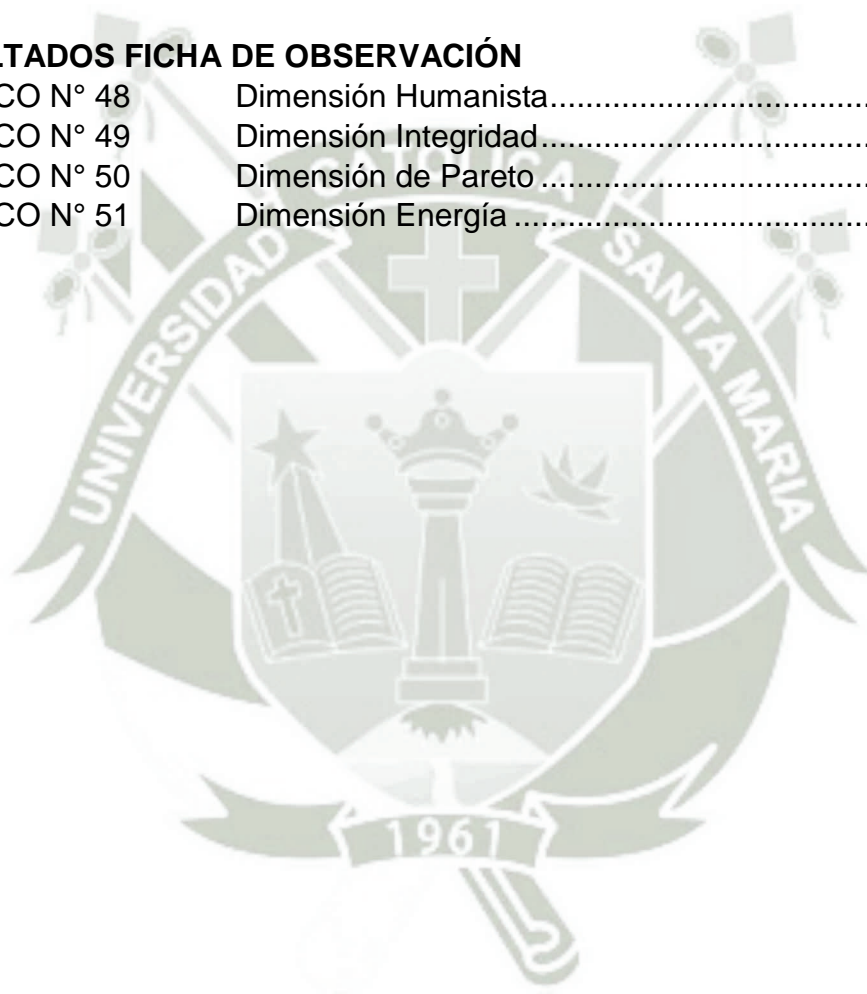 LTADOS FICHA DE OBSERVACIÓN
CO N° 48 Dimensión Humanista........................................
CO N° 49 Dimensión Integridad........................................
CO N° 50 Dimensión de Pareto........................................
CO N° 51 Dimensión Energía........................................
UNIVERSIDAD CATOLICA SANTA MARIA
1961